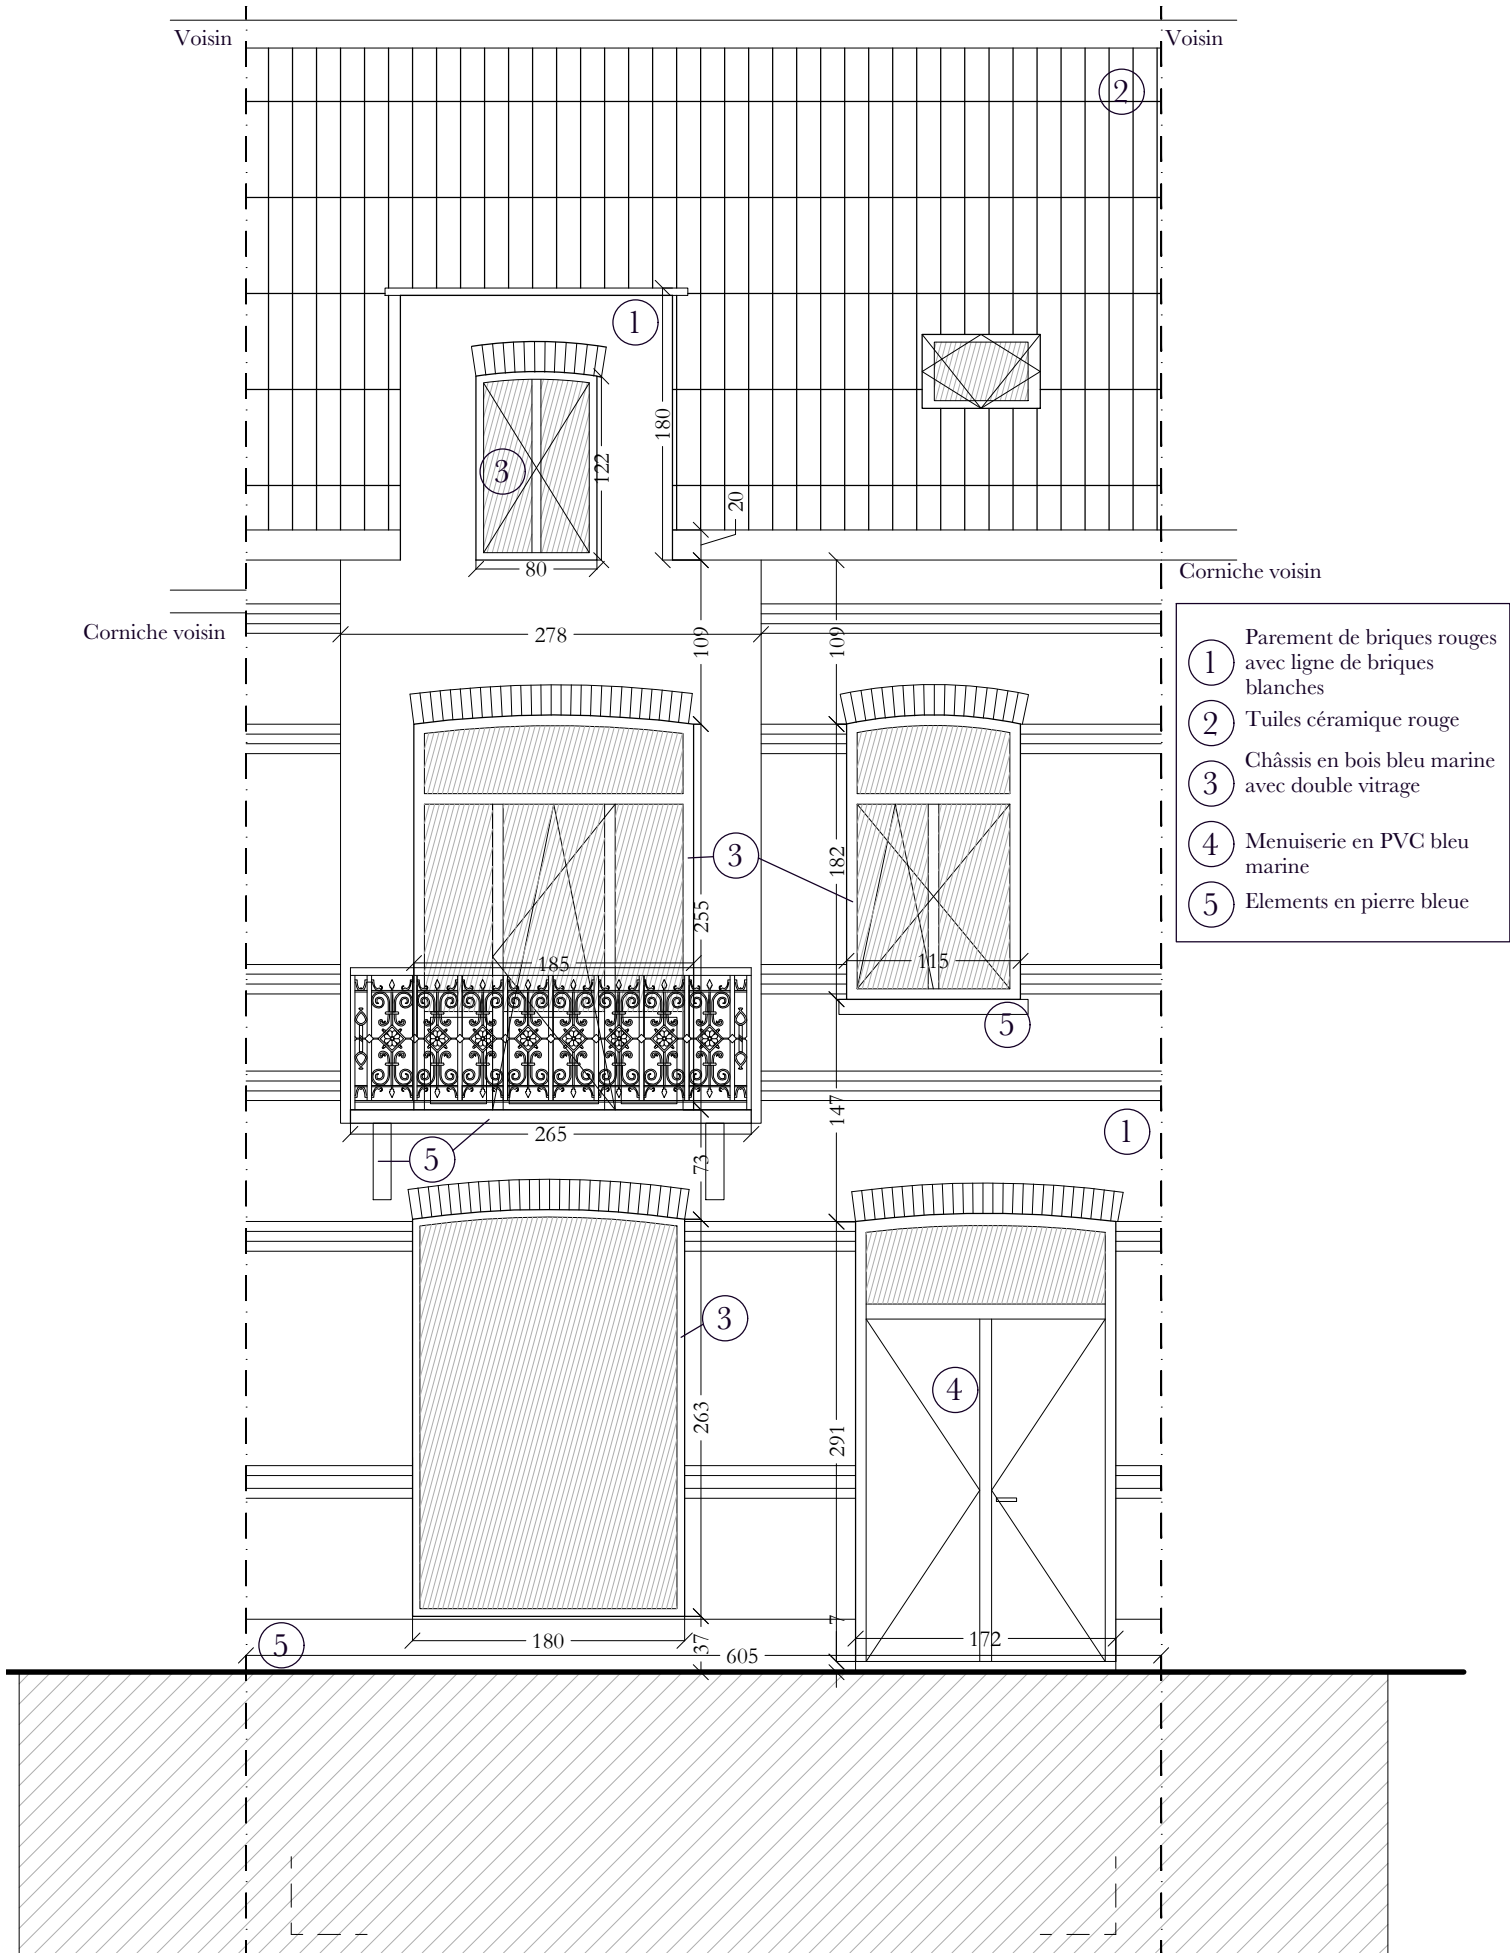 Voisin
Voisin
2
1
3
180
122
20
80
Corniche voisin
Corniche voisin
278
109
109
1 Parement de briques rouges
avec ligne de briques
blanches
2 Tuiles céramique rouge
3 Châssis en bois bleu marine
avec double vitrage
4 Menuiserie en PVC bleu
marine
5 Elements en pierre bleue
3
182
255
185
115
5
147
1
265
5
73
3
4
263
291
7
5
180
37
605
172